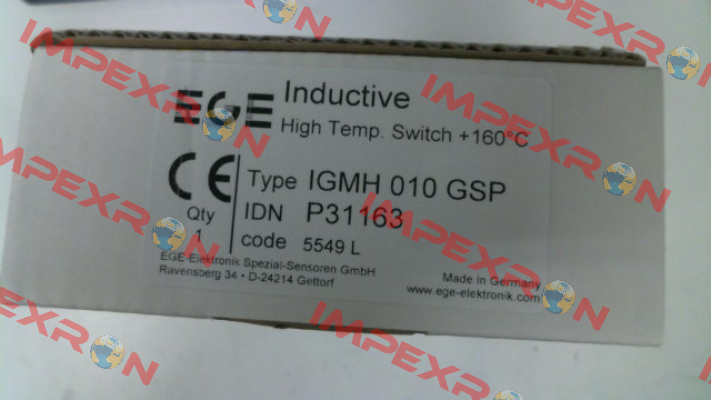 EGE Inductive
High Temp. Switch +160°C
CE Type IGMH 010 GSP
Qty IDN P31163
1 code 5549 L
EGE-Elektronik Spezial-Sensoren GmbH
Ravensberg 34 • D-24214 Gettorf
Made in Germany
www.ege-elektronik.com
IMPEXRON
IMPEXRON
IMPEXRON
IMPEXRON
IMPEXRON
IMPEXRON